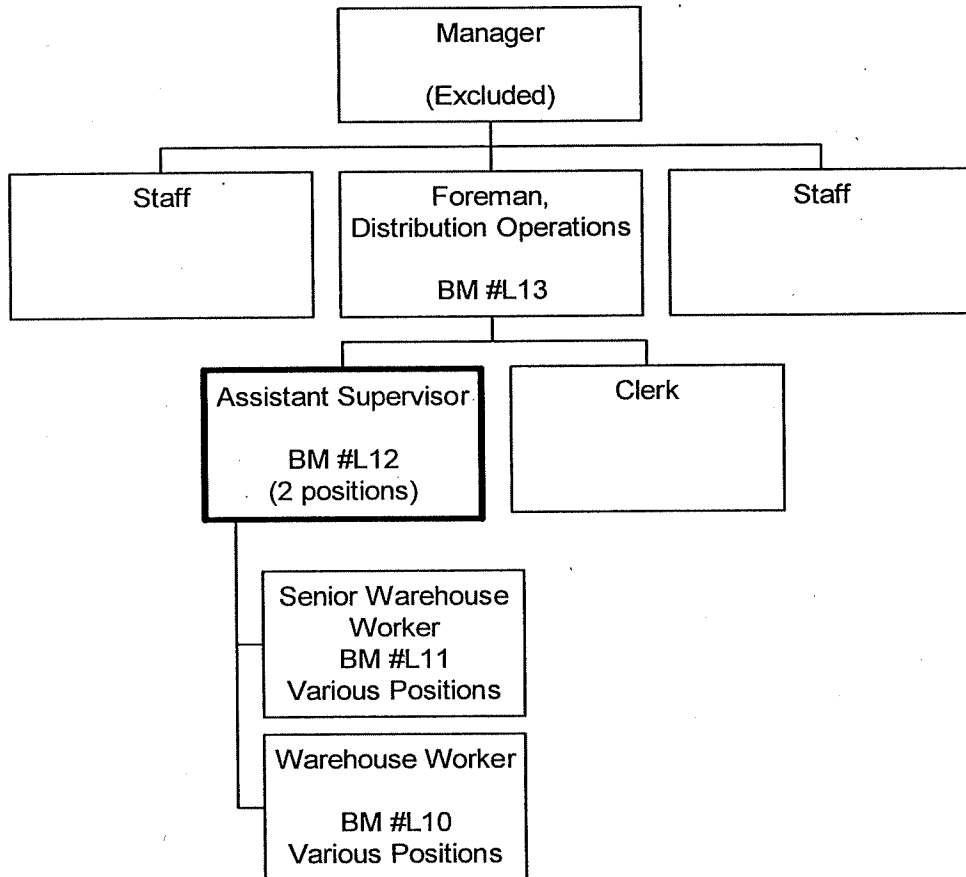 Manager
(Excluded)
Staff
Foreman,
Distribution Operations
BM #L13
Staff
Assistant Supervisor
BM #L12
(2 positions)
Clerk
Senior Warehouse
Worker
BM #L11
Various Positions
Warehouse Worker
BM #L10
Various Positions